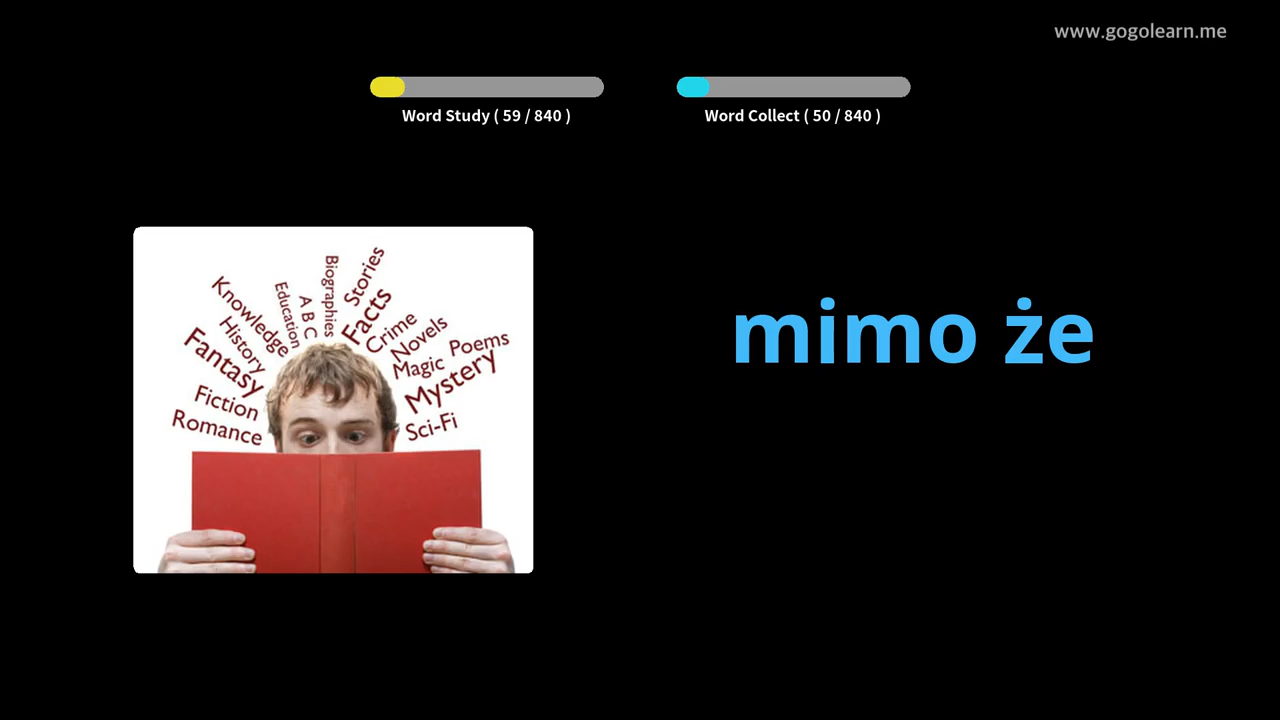 www.gogolearn.me
Word Study ( 59 / 840 )
Word Collect ( 50 / 840 )
mimo że
Knowledge
History
Fantasy
Fiction
Romance
Education
A B C
Biographies
Stories
Facts
Crime
Novels
Magic
Poems
Mystery
Sci-Fi